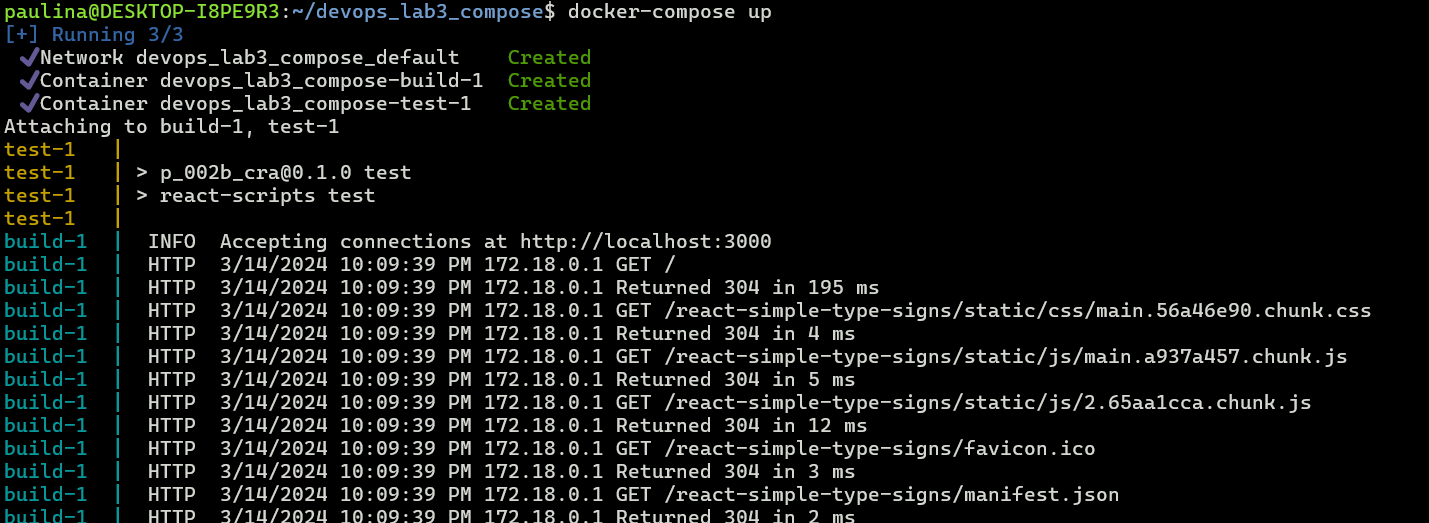 paulina@DESKTOP-I8PE9R3:~/devops_lab3_compose$ docker-compose up
[+] Running 3/3
✔Network devops_lab3_compose_default    Created
✔Container devops_lab3_compose-build-1  Created
✔Container devops_lab3_compose-test-1   Created
Attaching to build-1, test-1
test-1   |
test-1   | > p_002b_cra@0.1.0 test
test-1   | > react-scripts test
test-1   |
build-1  |  INFO  Accepting connections at http://localhost:3000
build-1  |  HTTP  3/14/2024 10:09:39 PM 172.18.0.1 GET /
build-1  |  HTTP  3/14/2024 10:09:39 PM 172.18.0.1 Returned 304 in 195 ms
build-1  |  HTTP  3/14/2024 10:09:39 PM 172.18.0.1 GET /react-simple-type-signs/static/css/main.56a46e90.chunk.css
build-1  |  HTTP  3/14/2024 10:09:39 PM 172.18.0.1 Returned 304 in 4 ms
build-1  |  HTTP  3/14/2024 10:09:39 PM 172.18.0.1 GET /react-simple-type-signs/static/js/main.a937a457.chunk.js
build-1  |  HTTP  3/14/2024 10:09:39 PM 172.18.0.1 Returned 304 in 5 ms
build-1  |  HTTP  3/14/2024 10:09:39 PM 172.18.0.1 GET /react-simple-type-signs/static/js/2.65aa1cca.chunk.js
build-1  |  HTTP  3/14/2024 10:09:39 PM 172.18.0.1 Returned 304 in 12 ms
build-1  |  HTTP  3/14/2024 10:09:39 PM 172.18.0.1 GET /react-simple-type-signs/favicon.ico
build-1  |  HTTP  3/14/2024 10:09:39 PM 172.18.0.1 Returned 304 in 3 ms
build-1  |  HTTP  3/14/2024 10:09:39 PM 172.18.0.1 GET /react-simple-type-signs/manifest.json
build-1  |  HTTP  3/14/2024 10:09:39 PM 172.18.0.1 Returned 304 in 2 ms